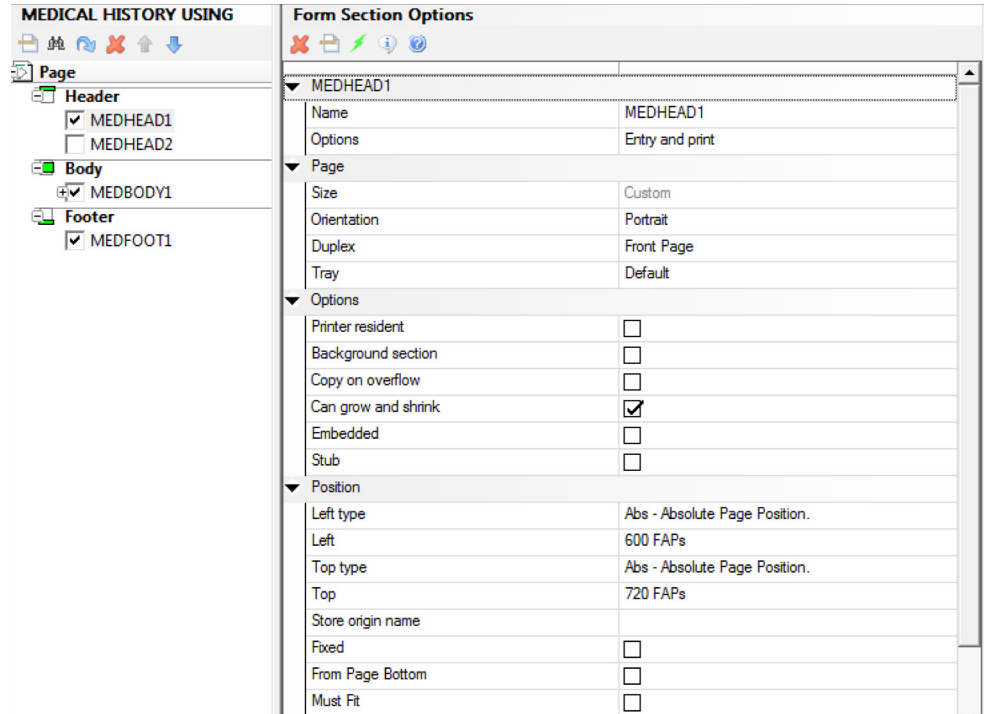 MEDICAL HISTORY USING
Page
Header
MEDHEAD1
MEDHEAD2
Body
MEDBODY1
Footer
MEDFOOT1
Form Section Options
MEDHEAD1
Name MEDHEAD1
Options Entry and print
Page
Size Custom
Orientation Portrait
Duplex Front Page
Tray Default
Options
Printer resident
Background section
Copy on overflow
Can grow and shrink
Embedded
Stub
Position
Left type Abs - Absolute Page Position.
Left 600 FAPs
Top type Abs - Absolute Page Position.
Top 720 FAPs
Store origin name
Fixed
From Page Bottom
Must Fit